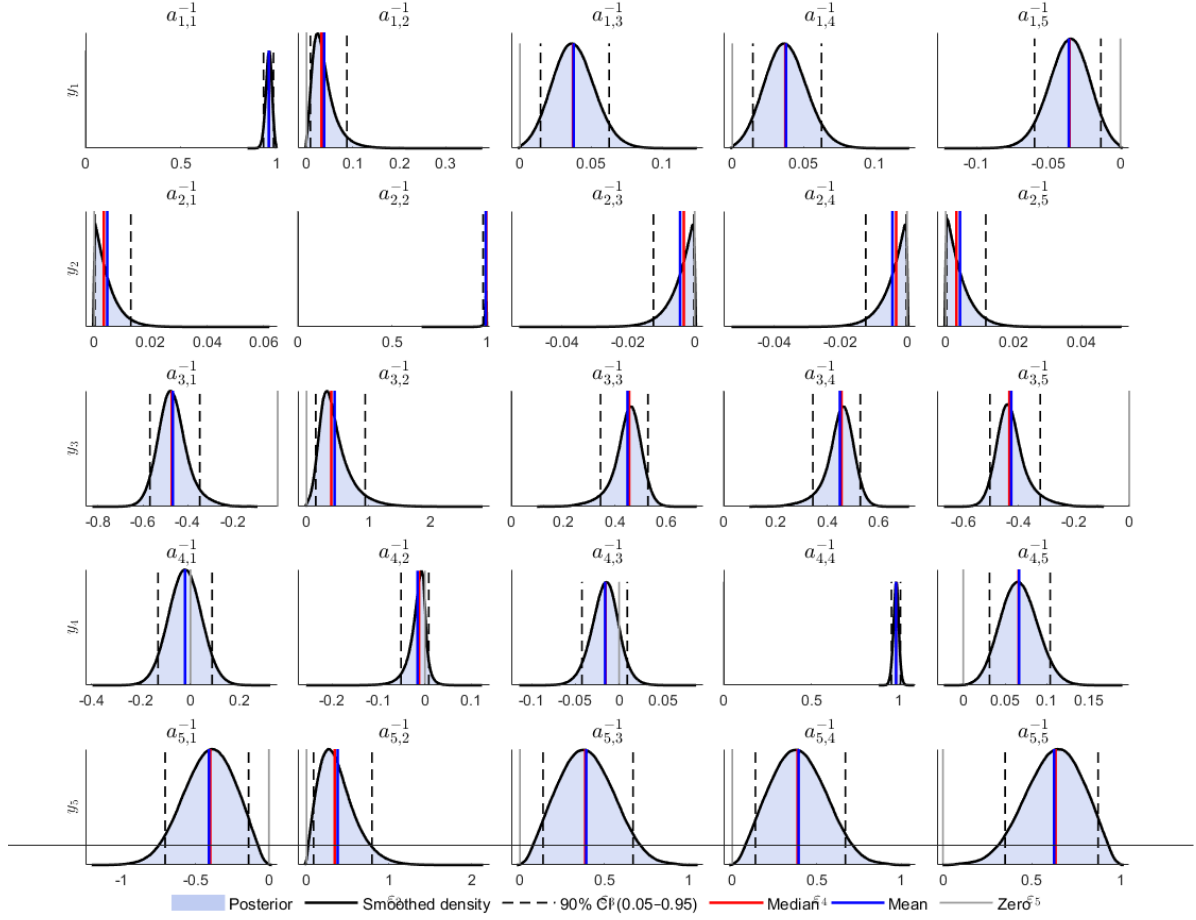 a_{1,1}^{-1} a_{1,2}^{-1} a_{1,3}^{-1} a_{1,4}^{-1} a_{1,5}^{-1}
y_1
0 0.5 1 0 0.1 0.2 0.3 0 0.05 0.1 0 0.05 0.1 -0.1 -0.05 0
a_{2,1}^{-1} a_{2,2}^{-1} a_{2,3}^{-1} a_{2,4}^{-1} a_{2,5}^{-1}
y_2
0 0.02 0.04 0.06 0 0.5 1 -0.04 -0.02 0 -0.04 -0.02 0 0 0.02 0.04
a_{3,1}^{-1} a_{3,2}^{-1} a_{3,3}^{-1} a_{3,4}^{-1} a_{3,5}^{-1}
y_3
-0.8 -0.6 -0.4 -0.2 0 1 2 0 0.2 0.4 0.6 0 0.2 0.4 0.6 -0.6 -0.4 -0.2 0
a_{4,1}^{-1} a_{4,2}^{-1} a_{4,3}^{-1} a_{4,4}^{-1} a_{4,5}^{-1}
y_4
-0.4 -0.2 0 0.2 -0.2 -0.1 0 0.1 -0.1 -0.05 0 0.05 0 0.5 1 0 0.05 0.1 0.15
a_{5,1}^{-1} a_{5,2}^{-1} a_{5,3}^{-1} a_{5,4}^{-1} a_{5,5}^{-1}
y_5
-1 -0.5 0 0 0.5 1 1.5 2 0 0.5 1 0 0.5 1 0 0.5 1
Posterior Smoothed density 90% CI (0.05–0.95) Median Mean Zero